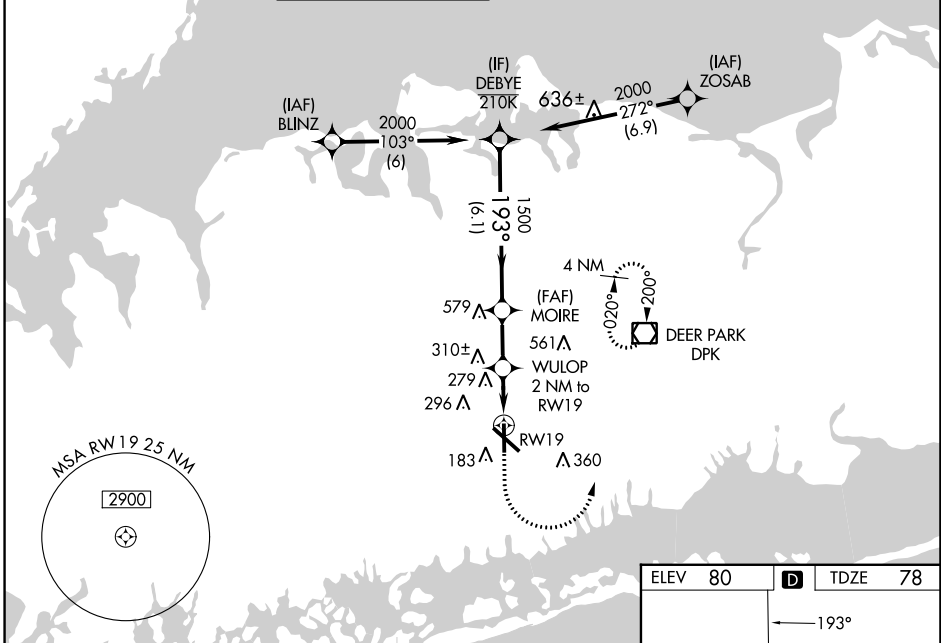 (IF)
DEBYE
210K
(IAF)
ZOSAB
636±
2000
272°
(6.9)
(IAF)
BLINZ
2000
103°
(6)
1500
193°
(6.1)
4 NM
020°
200°
DEER PARK
DPK
579
(FAF)
MOIRE
310±
561
279
WULOP
2 NM to
RW19
296
RW19
183
360
MSA RW19 25 NM
2900
ELEV 80 D TDZE 78
193°